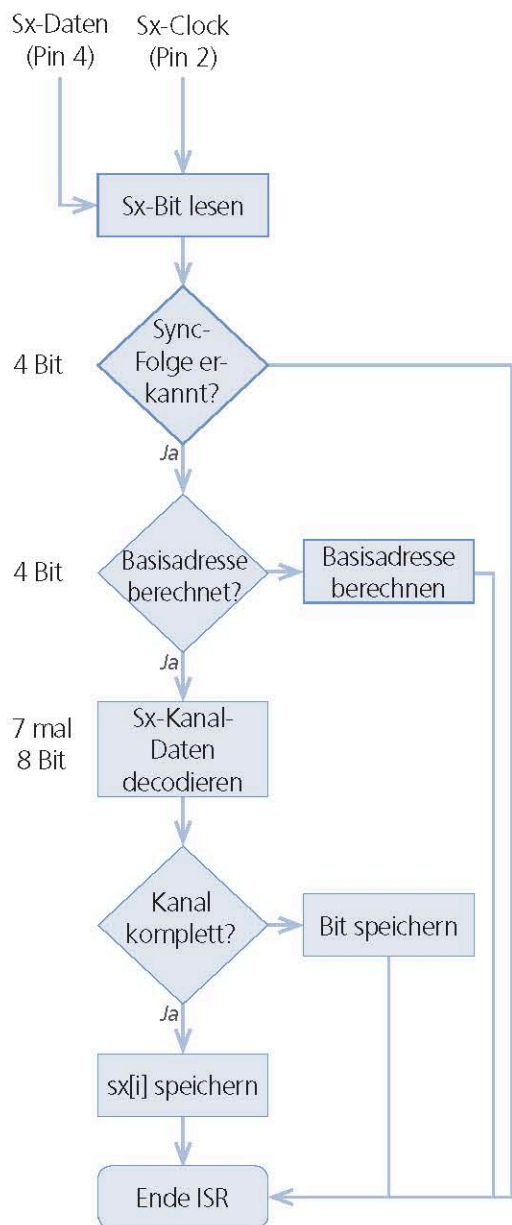 Sx-Daten
(Pin 4)
Sx-Clock
(Pin 2)
Sx-Bit lesen
4 Bit
Sync-
Folge er-
kannt?
Ja
4 Bit
Basisadresse
berechnet?
Basisadresse
berechnen
Ja
7 mal
8 Bit
Sx-Kanal-
Daten
decodieren
Kanal
komplett?
Bit speichern
Ja
sx[i] speichern
Ende ISR